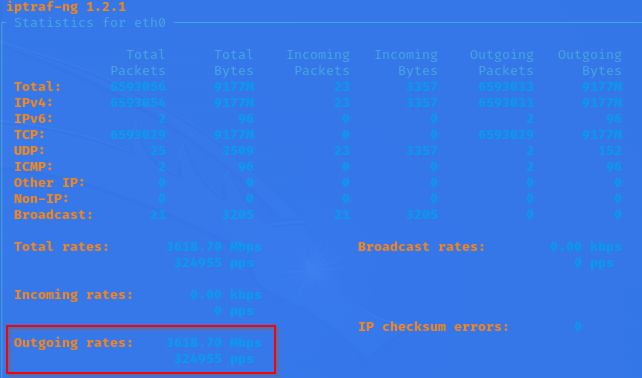 iptraf-ng 1.2.1
Statistics for eth0
Total Total Incoming Incoming Outgoing Outgoing
Packets Bytes Packets Bytes Packets Bytes
Total: 6593056 9177M 23 3257 6593033 9177M
IPv4: 6593054 9177M 23 3257 6593031 9177M
IPv6: 2 96 0 0 2 96
TCP: 6593029 9177M 0 0 6593029 9177M
UDP: 25 3509 23 3257 2 152
ICMP: 2 96 0 0 2 96
Other IP: 0 0 0 0 0 0
Non-IP: 0 0 0 0 0 0
Broadcast: 21 3205 21 3205 0 0
Total rates: 3618.70 Mbps Broadcast rates: 0.00 kbps
324955 pps 0 pps
Incoming rates: 0.00 kbps
0 pps
IP checksum errors: 0
Outgoing rates: 3618.70 Mbps
324955 pps